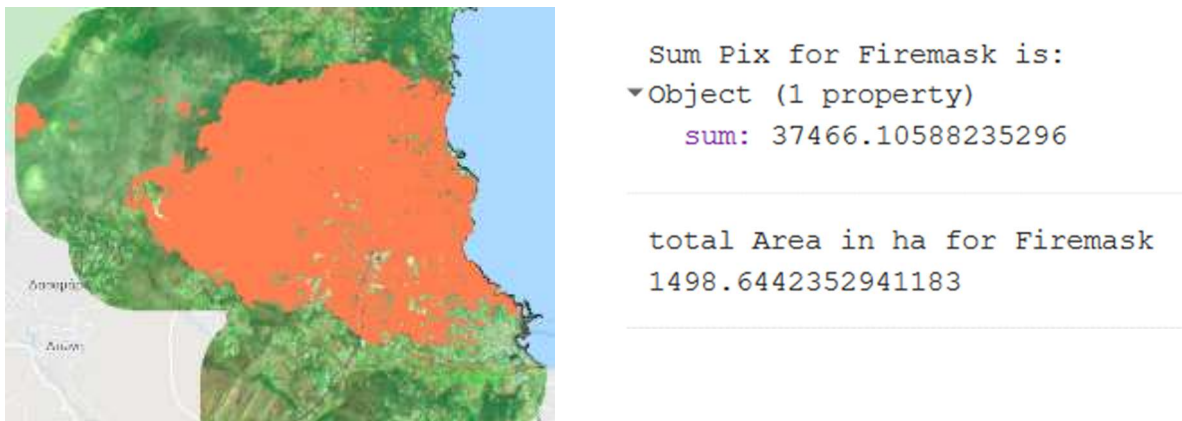 Sum Pix for Firemask is:
Object (1 property)
sum: 37466.10588235296
total Area in ha for Firemask
1498.6442352941183